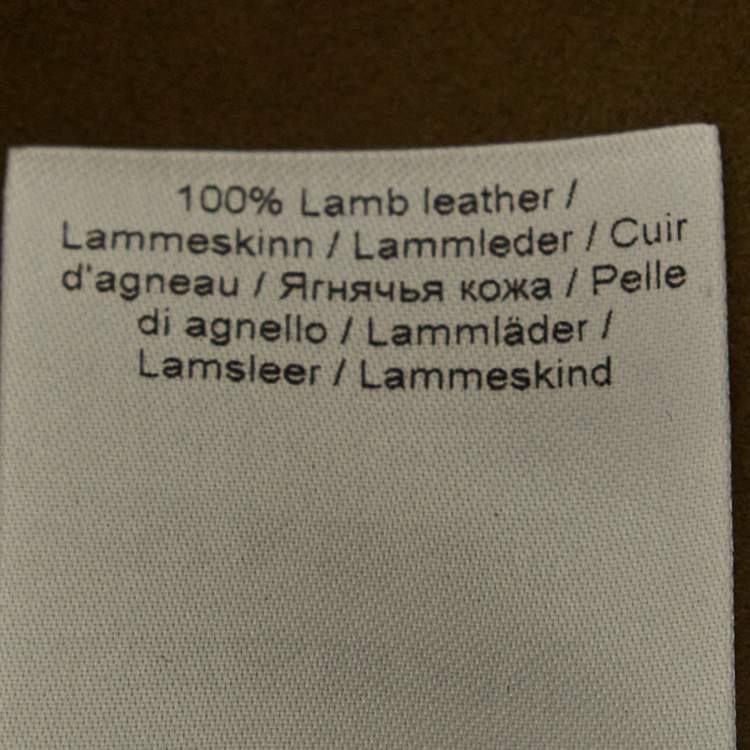 100% Lamb leather /
Lammeskinn / Lammleder / Cuir
d'agneau / Ягнячья кожа / Pelle
di agnello / Lammläder /
Lamsleer / Lammeskind